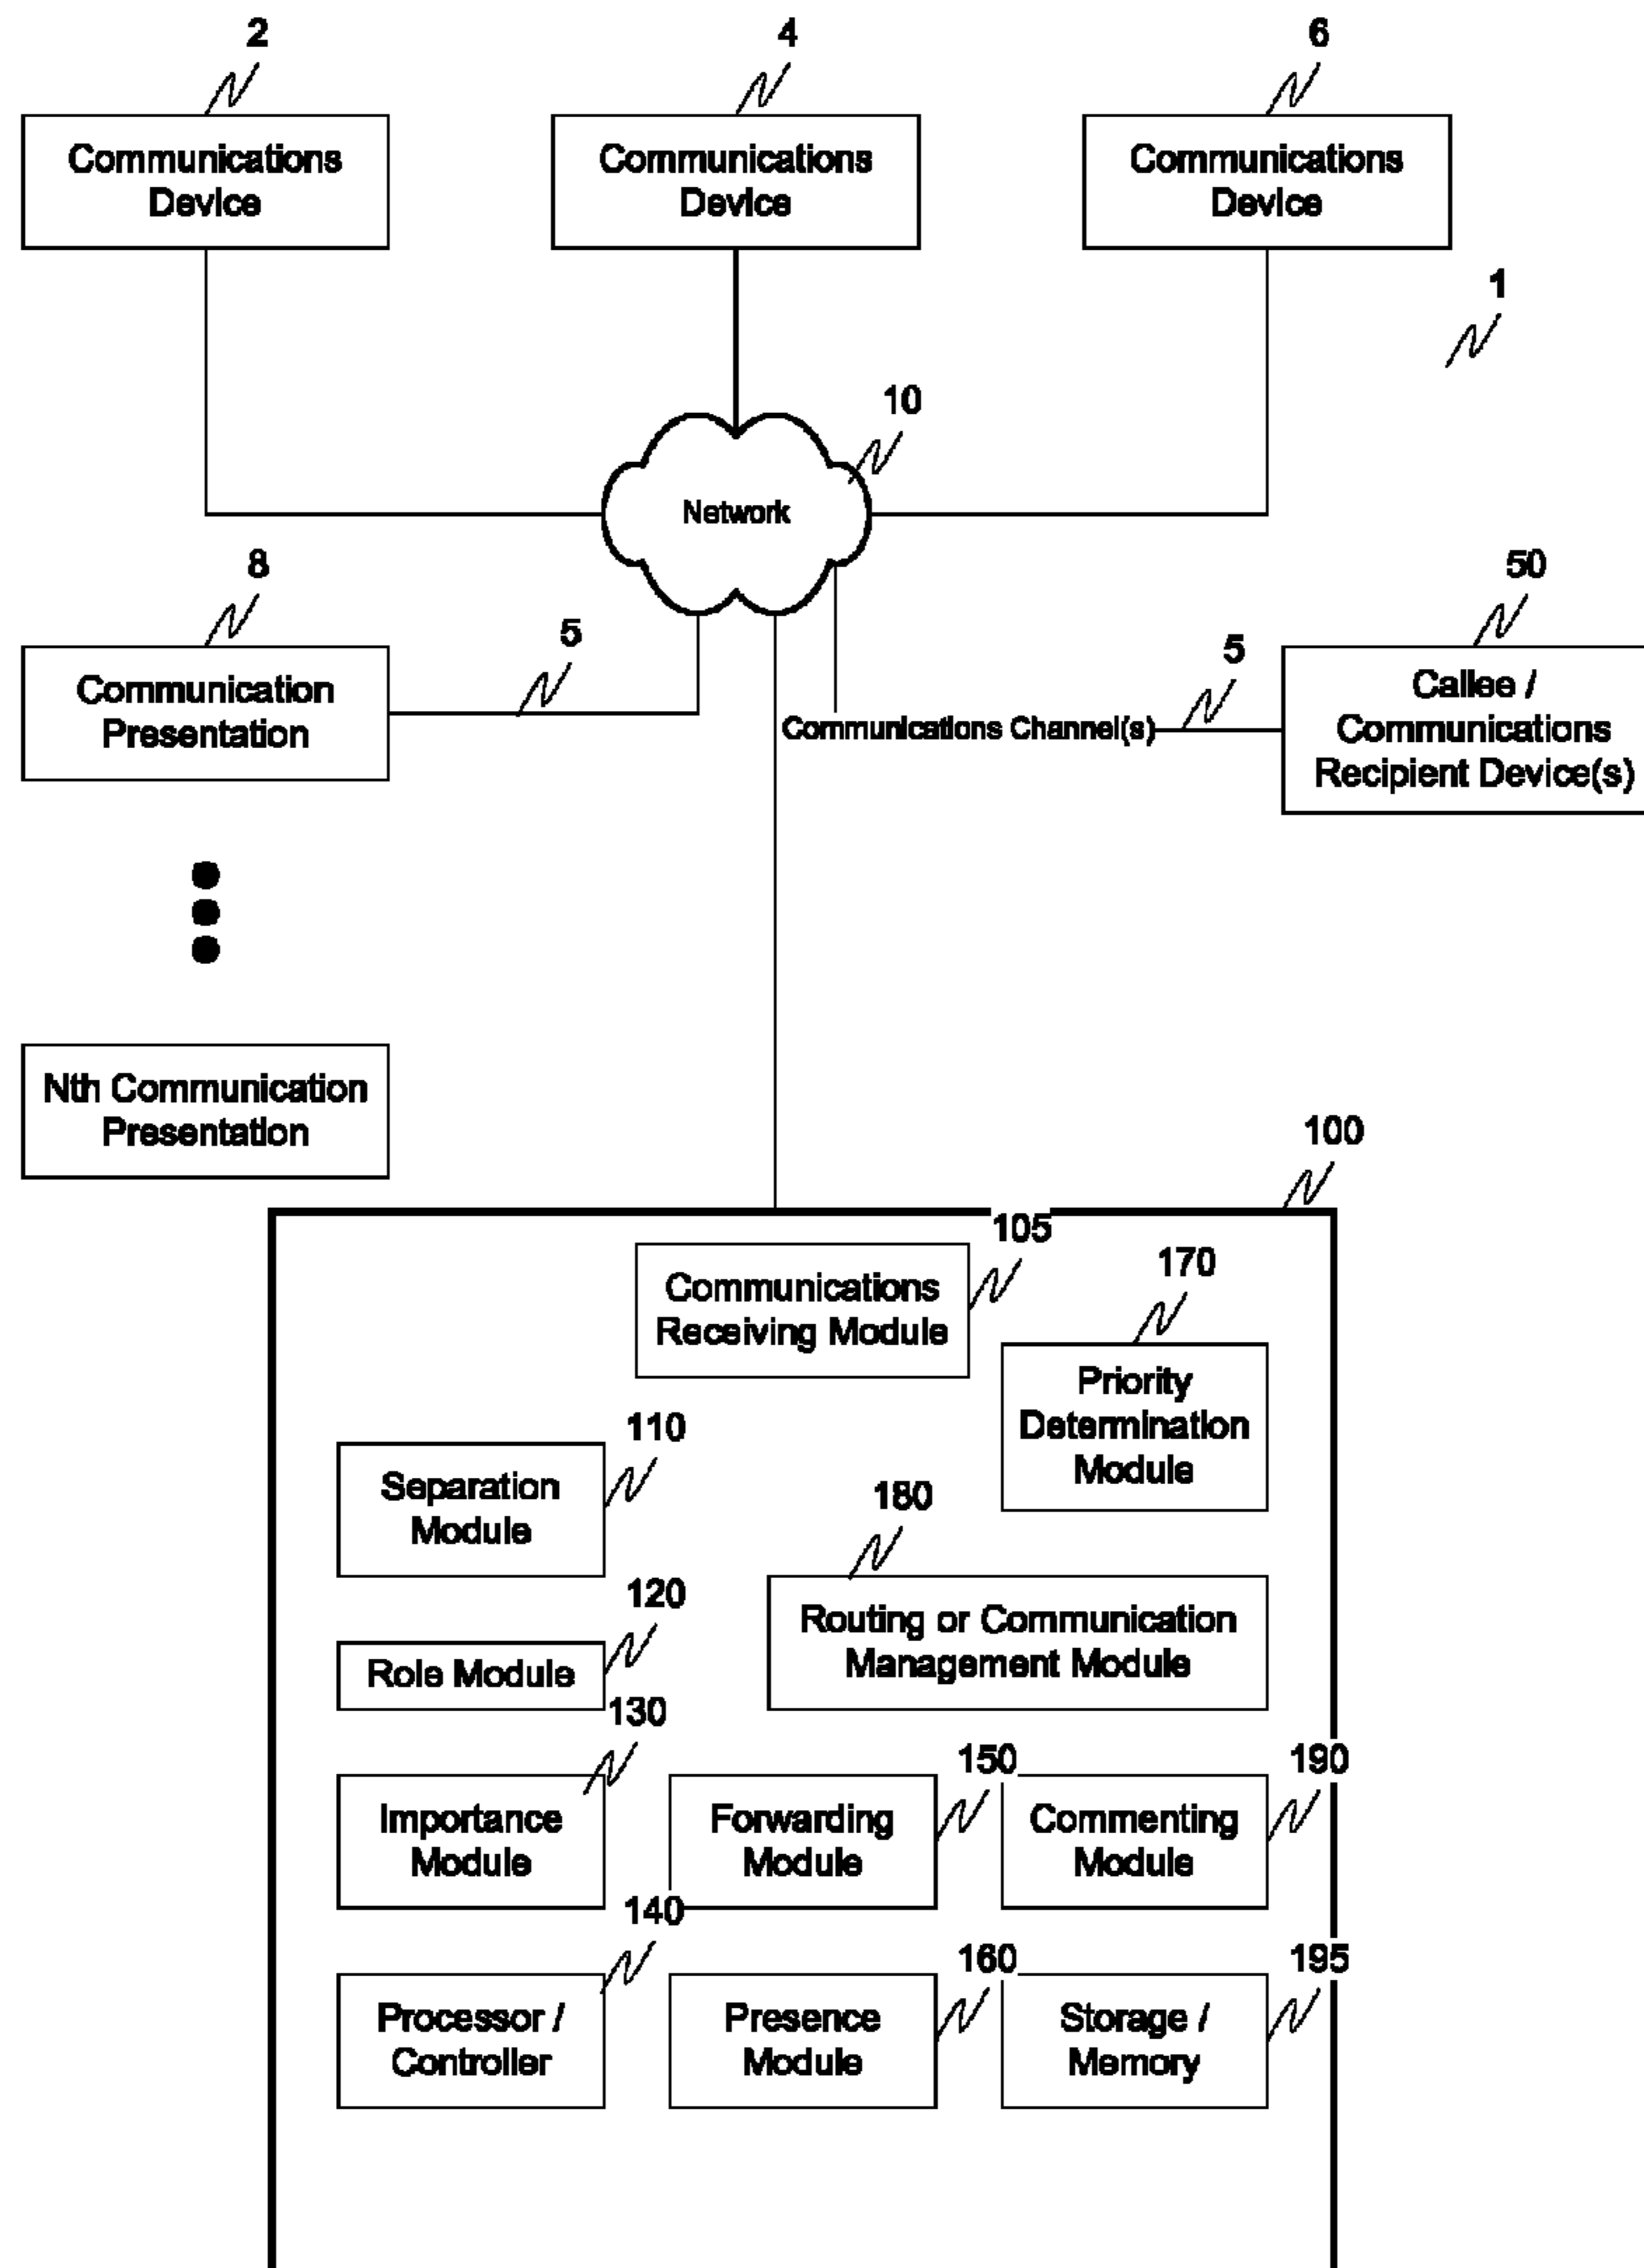 2
4
6
Communications
Device
Communications
Device
Communications
Device
1
10
Network
8
5
5
50
Communication
Presentation
Communications Channel(s)
Callee /
Communications
Recipient Device(s)
Nth Communication
Presentation
100
105
Communications
Receiving Module
170
Priority
Determination
Module
110
Separation
Module
180
Routing or Communication
Management Module
120
Role Module
130
Importance
Module
150
Forwarding
Module
190
Commenting
Module
140
Processor /
Controller
160
Presence
Module
195
Storage /
Memory